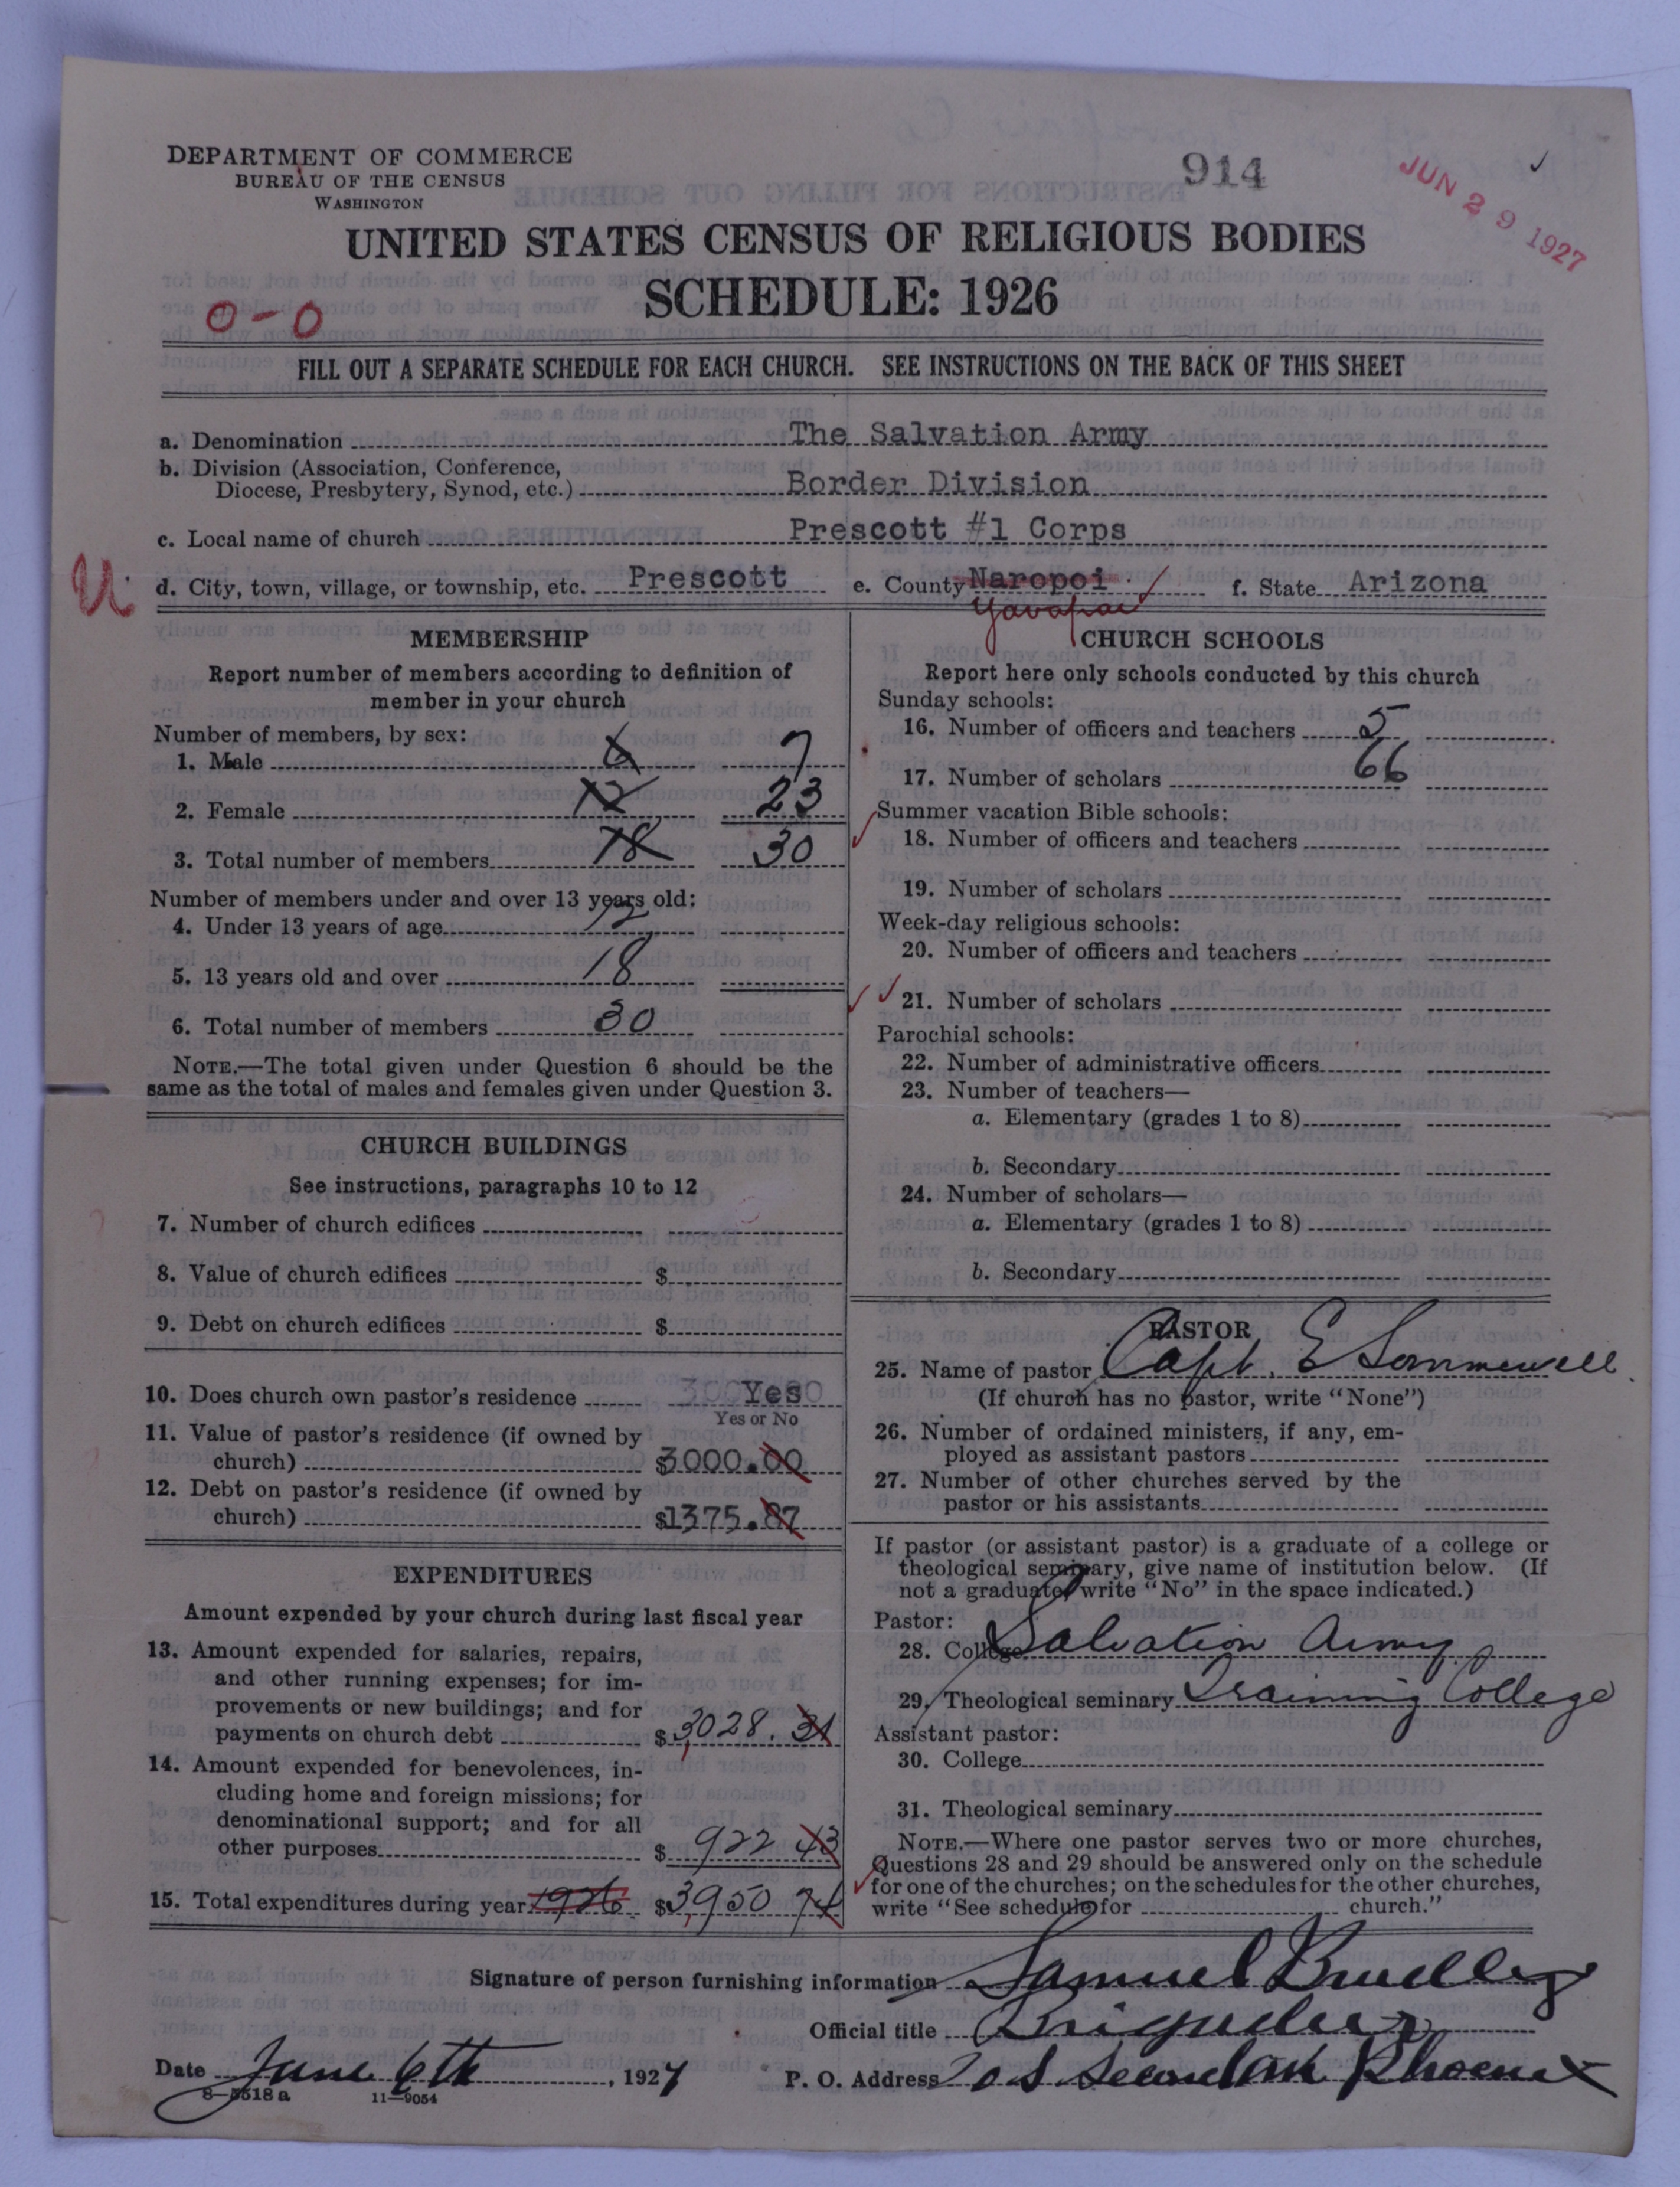 914
JUN 29 1927
DEPARTMENT OF COMMERCE
BUREAU OF THE CENSUS
WASHINGTON
UNITED STATES CENSUS OF RELIGIOUS BODIES
SCHEDULE: 1926
0-0
FILL OUT A SEPARATE SCHEDULE FOR EACH CHURCH. SEE INSTRUCTIONS ON THE BACK OF THIS SHEET
a. Denomination The Salvation Army
b. Division (Association, Conference,
Diocese, Presbytery, Synod, etc.) Border Division
c. Local name of church Prescott #1 Corps
U
d. City, town, village, or township, etc. Prescott e. County Naropoi f. State Arizona
Yavapai
MEMBERSHIP
Report number of members according to definition of
member in your church
Number of members, by sex:
1. Male 6 7
2. Female 12 23
3. Total number of members 18 30
Number of members under and over 13 years old:
4. Under 13 years of age 12
5. 13 years old and over 18
6. Total number of members 30
NOTE.—The total given under Question 6 should be the
same as the total of males and females given under Question 3.
CHURCH BUILDINGS
See instructions, paragraphs 10 to 12
7. Number of church edifices
8. Value of church edifices $
9. Debt on church edifices $
10. Does church own pastor's residence Yes
Yes or No
11. Value of pastor's residence (if owned by
church) $3000.00
12. Debt on pastor's residence (if owned by
church) $1375.87
EXPENDITURES
Amount expended by your church during last fiscal year
13. Amount expended for salaries, repairs,
and other running expenses; for im-
provements or new buildings; and for
payments on church debt $3,028.31
14. Amount expended for benevolences, in-
cluding home and foreign missions; for
denominational support; and for all
other purposes $922 43
15. Total expenditures during year 1926 $3,950 74
CHURCH SCHOOLS
Report here only schools conducted by this church
Sunday schools:
16. Number of officers and teachers 5
17. Number of scholars 66
Summer vacation Bible schools:
18. Number of officers and teachers
19. Number of scholars
Week-day religious schools:
20. Number of officers and teachers
21. Number of scholars
Parochial schools:
22. Number of administrative officers
23. Number of teachers—
a. Elementary (grades 1 to 8)
b. Secondary
24. Number of scholars—
a. Elementary (grades 1 to 8)
b. Secondary
PASTOR
25. Name of pastor Capt. E
(If church has no pastor, write "None")
26. Number of ordained ministers, if any, em-
ployed as assistant pastors
27. Number of other churches served by the
pastor or his assistants
If pastor (or assistant pastor) is a graduate of a college or
theological seminary, give name of institution below. (If
not a graduate, write "No" in the space indicated.)
Pastor:
28. College Salvation Army
29. Theological seminary Training College
Assistant pastor:
30. College
31. Theological seminary
NOTE.—Where one pastor serves two or more churches,
Questions 28 and 29 should be answered only on the schedule
for one of the churches; on the schedules for the other churches,
write "See schedule for church."
Signature of person furnishing information Samuel Bradley
Official title Brigadier
Date June 6th, 1927 P. O. Address Phoenix
8—5518 a 11—9054